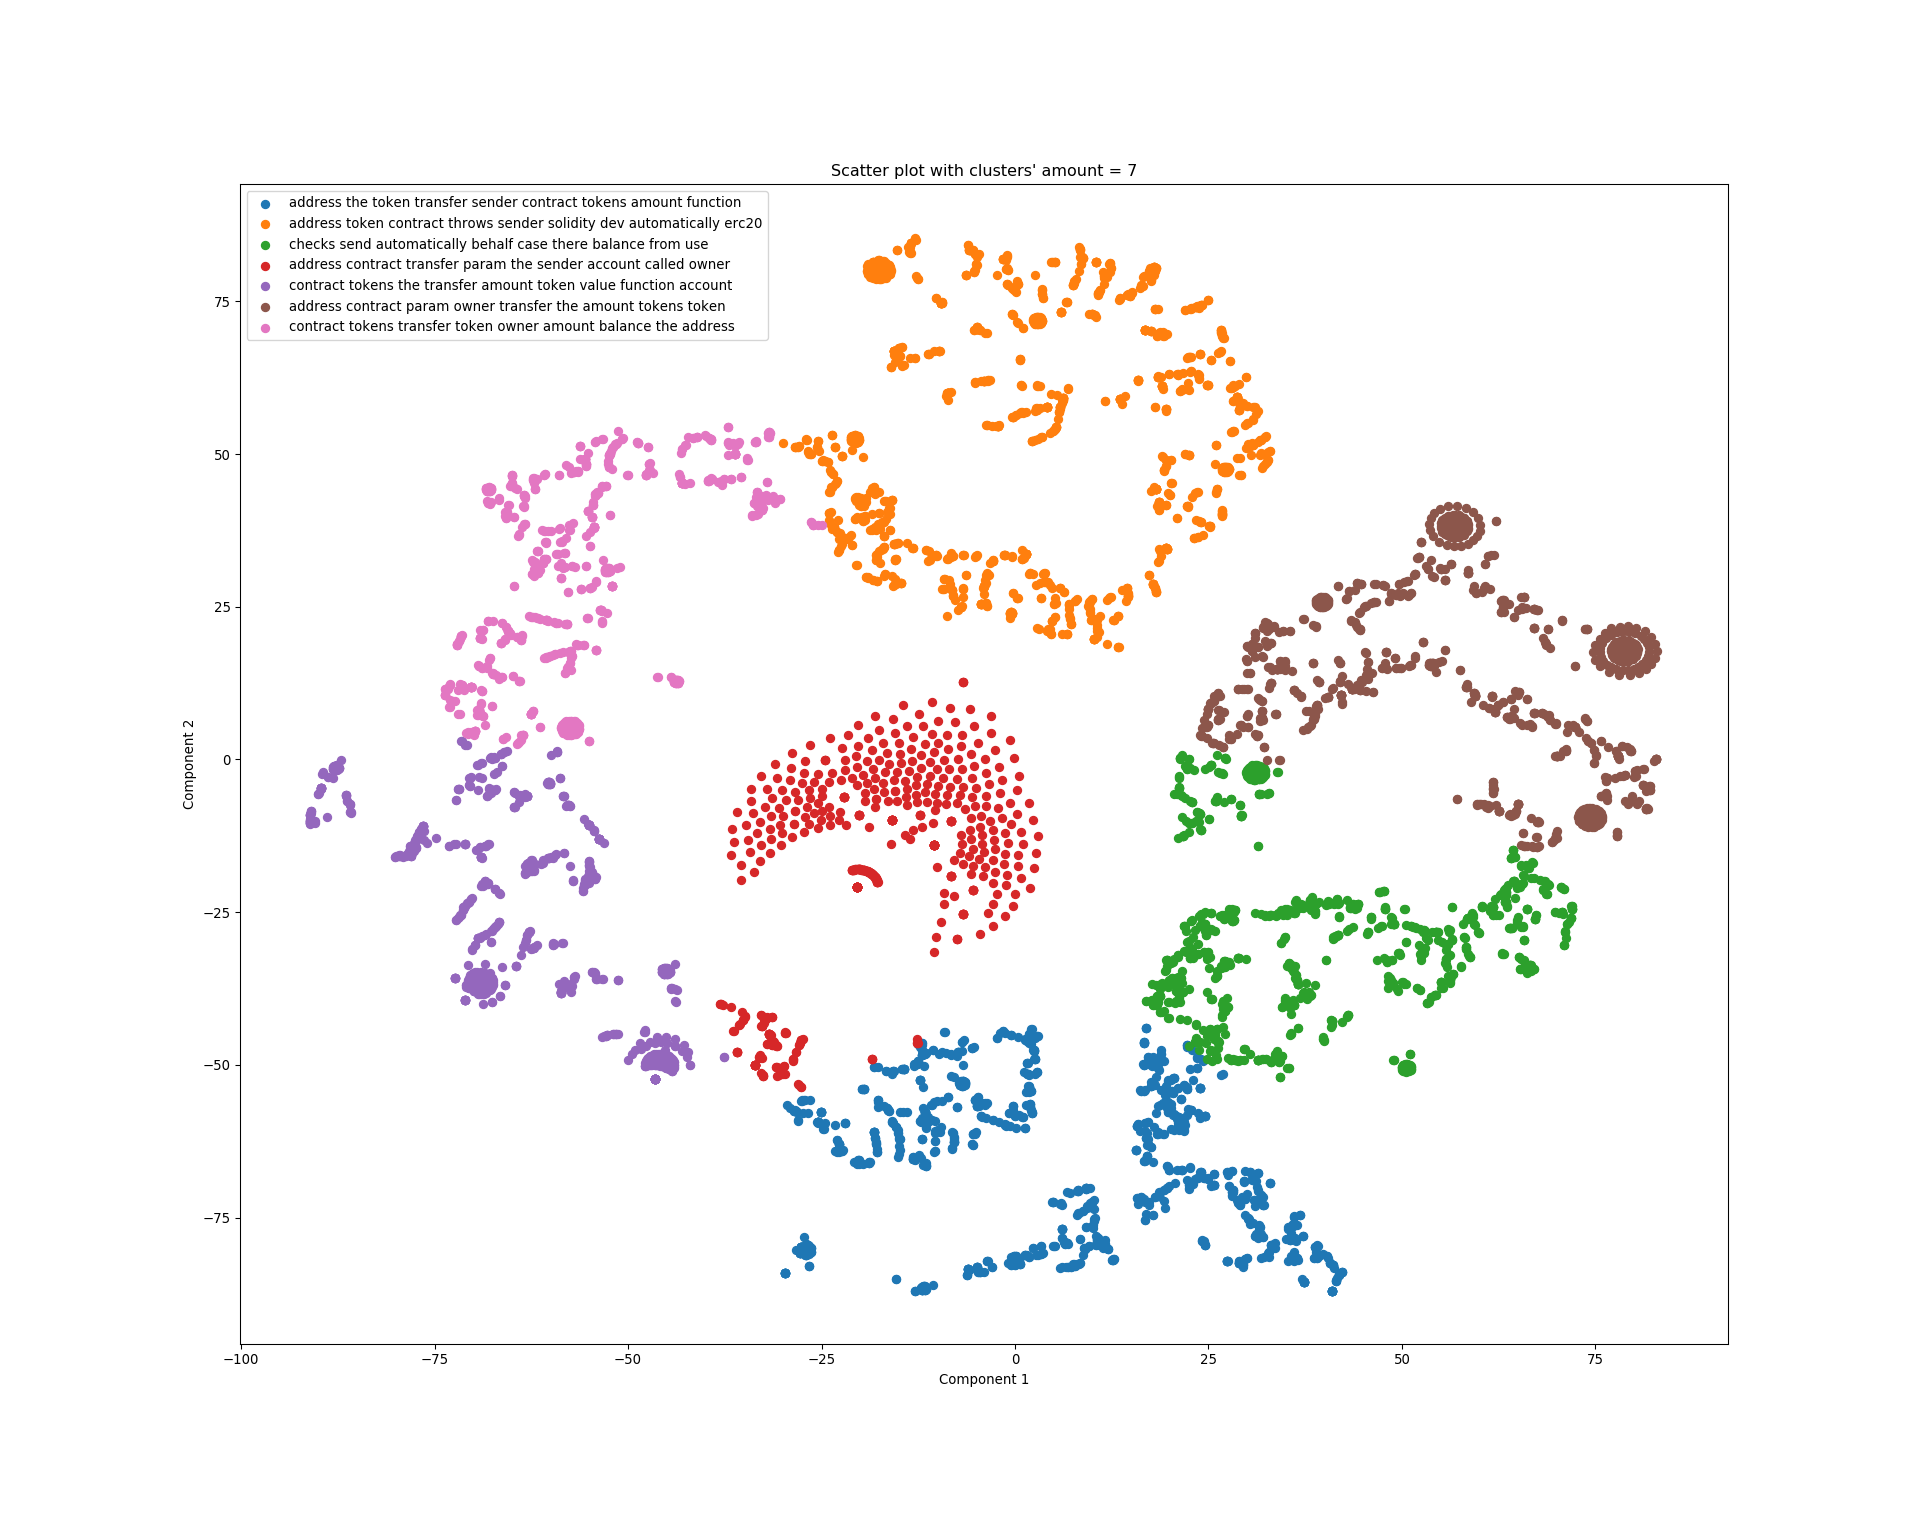 Scatter plot with clusters' amount = 7
address the token transfer sender contract tokens amount function
address token contract throws sender solidity dev automatically erc20
checks send automatically behalf case there balance from use
address contract transfer param the sender account called owner
contract tokens the transfer amount token value function account
address contract param owner transfer the amount tokens token
contract tokens transfer token owner amount balance the address
75
50
25
0
−25
−50
−75
Component 2
−100
−75
−50
−25
0
25
50
75
Component 1